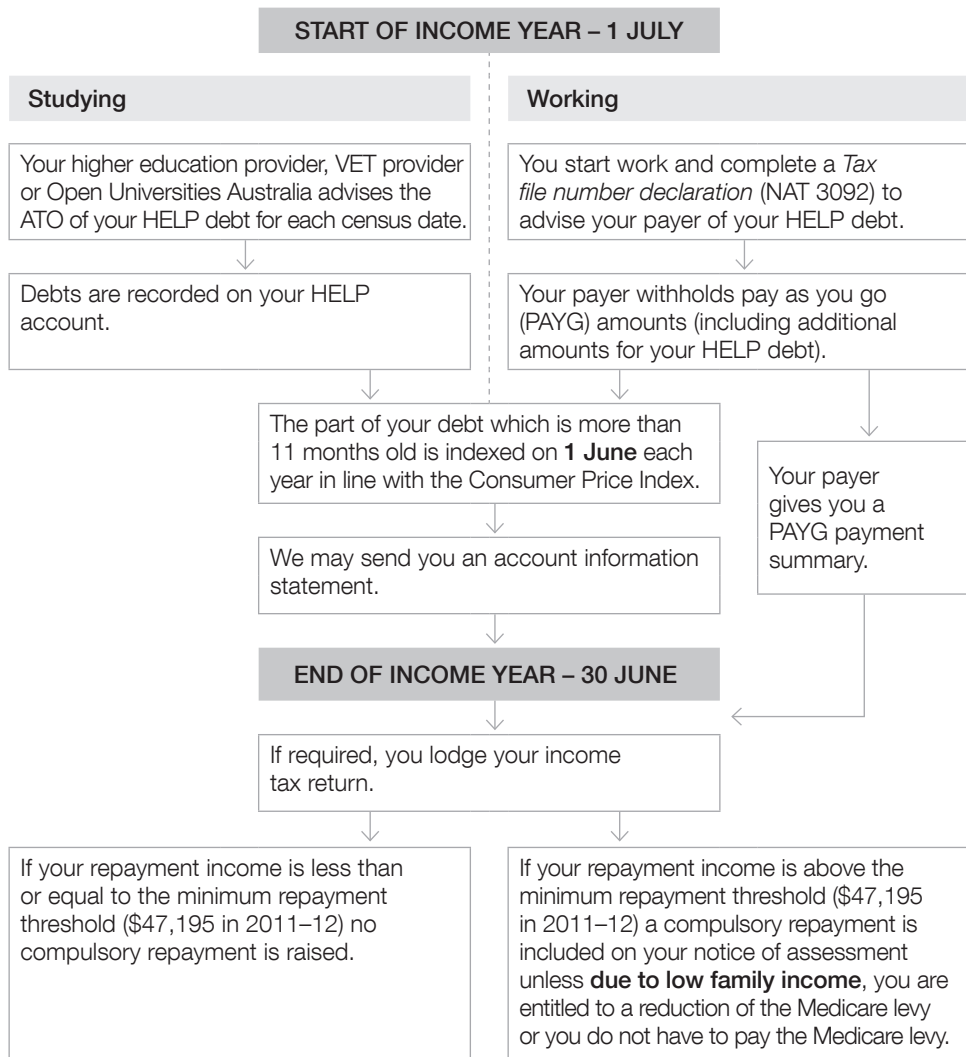 START OF INCOME YEAR – 1 JULY
Studying
Your higher education provider, VET provider
or Open Universities Australia advises the
ATO of your HELP debt for each census date.
Debts are recorded on your HELP
account.
Working
You start work and complete a Tax
file number declaration (NAT 3092) to
advise your payer of your HELP debt.
Your payer withholds pay as you go
(PAYG) amounts (including additional
amounts for your HELP debt).
The part of your debt which is more than
11 months old is indexed on 1 June each
year in line with the Consumer Price Index.
Your payer
gives you a
PAYG payment
summary.
We may send you an account information
statement.
END OF INCOME YEAR – 30 JUNE
If required, you lodge your income
tax return.
If your repayment income is less than
or equal to the minimum repayment
threshold ($47,195 in 2011–12) no
compulsory repayment is raised.
If your repayment income is above the
minimum repayment threshold ($47,195
in 2011–12) a compulsory repayment is
included on your notice of assessment
unless due to low family income, you are
entitled to a reduction of the Medicare levy
or you do not have to pay the Medicare levy.